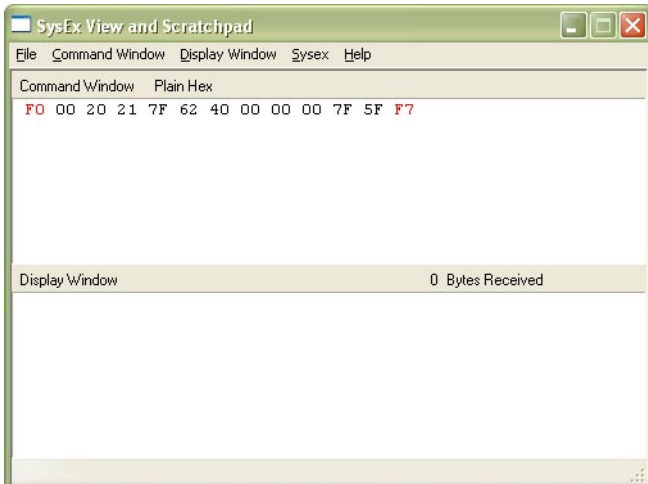 SysEx View and Scratchpad
File Command Window Display Window Sysex Help
Command Window Plain Hex
F0 00 20 21 7F 62 40 00 00 00 7F 5F F7
Display Window 0 Bytes Received